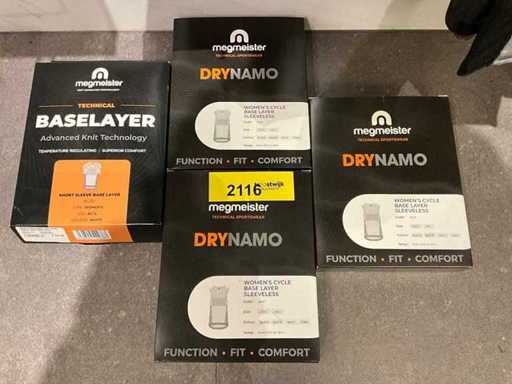 megmeister
TECHNICAL
BASELAYER
Advanced Knit Technology
TEMPERATURE REGULATING | SUPERIOR COMFORT
SHORT SLEEVE BASE LAYER
megmeister
TECHNICAL SPORTSWEAR
DRYNAMO
WOMEN'S CYCLE
BASE LAYER
SLEEVELESS
FUNCTION • FIT • COMFORT
2116
megmeister
TECHNICAL SPORTSWEAR
DRYNAMO
WOMEN'S CYCLE
BASE LAYER
SLEEVELESS
FUNCTION • FIT • COMFORT
megmeister
TECHNICAL SPORTSWEAR
DRYNAMO
WOMEN'S CYCLE
BASE LAYER
SLEEVELESS
FUNCTION • FIT • COMFORT